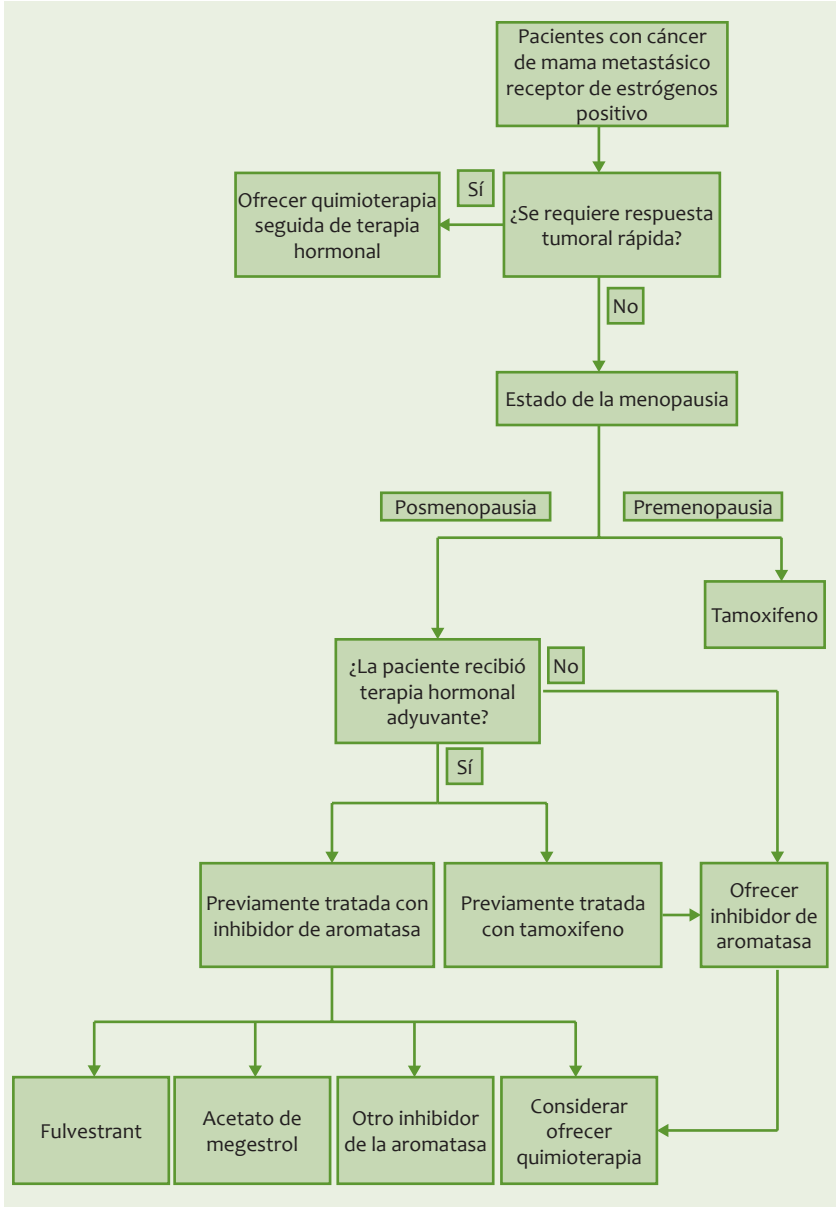 Pacientes con cáncer
de mama metastásico
receptor de estrógenos
positivo
Sí
Ofrecer quimioterapia
seguida de terapia
hormonal
¿Se requiere respuesta
tumoral rápida?
No
Estado de la menopausia
Posmenopausia
Premenopausia
Tamoxifeno
¿La paciente recibió
terapia hormonal
adyuvante?
No
Sí
Previamente tratada con
inhibidor de aromatasa
Previamente tratada
con tamoxifeno
Ofrecer
inhibidor de
aromatasa
Fulvestrant
Acetato de
megestrol
Otro inhibidor
de la aromatasa
Considerar
ofrecer
quimioterapia